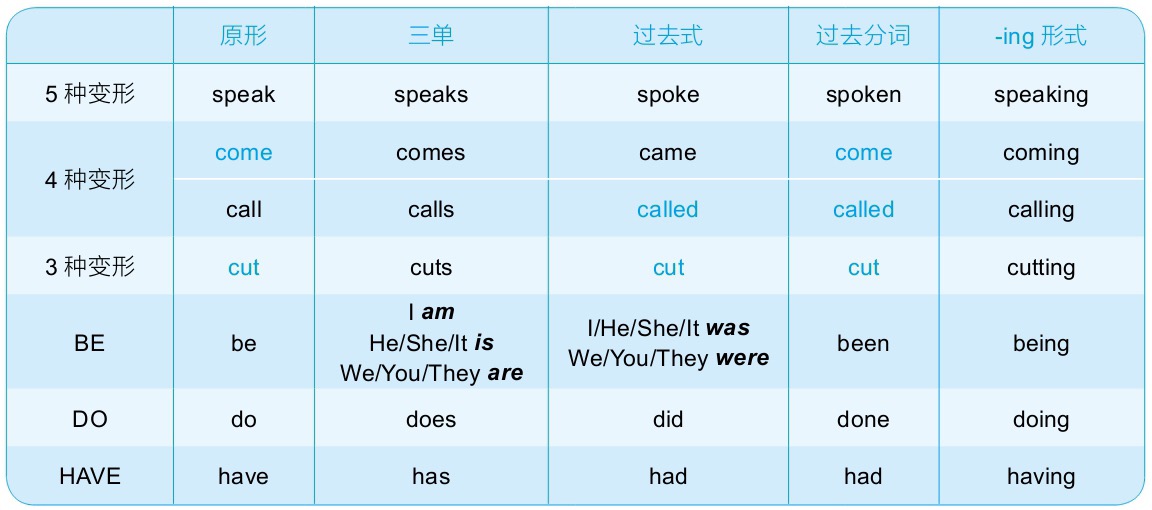 原形 三单 过去式 过去分词 -ing 形式
5 种变形 speak speaks spoke spoken speaking
4 种变形
come comes came come coming
call calls called called calling
3 种变形 cut cuts cut cut cutting
BE be
I am
He/She/It is
We/You/They are
I/He/She/It was
We/You/They were
been being
DO do does did done doing
HAVE have has had had having